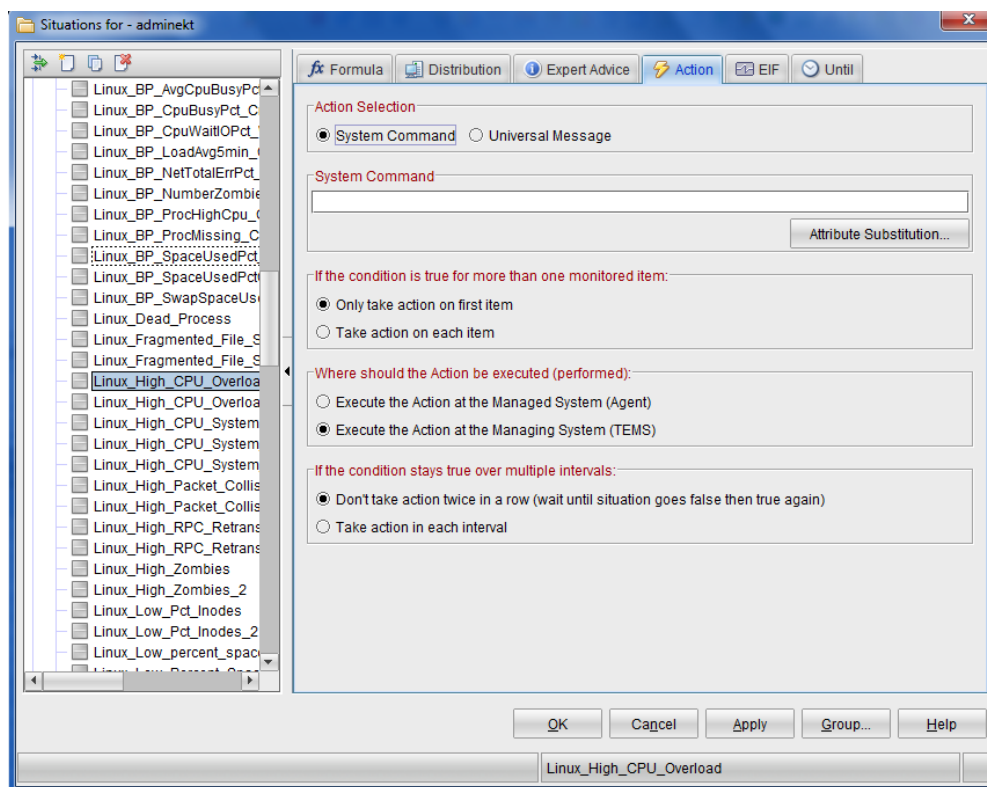 Situations for - adminekt
Formula Distribution Expert Advice Action EIF Until
Linux_BP_AvgCpuBusyPc
Linux_BP_CpuBusyPct_C
Linux_BP_CpuWaitIOPct_
Linux_BP_LoadAvg5min_
Linux_BP_NetTotalErrPct_
Linux_BP_NumberZombie
Linux_BP_ProcHighCpu_
Linux_BP_ProcMissing_C
Linux_BP_SpaceUsedPct_
Linux_BP_SpaceUsedPct
Linux_BP_SwapSpaceUs
Linux_Dead_Process
Linux_Fragmented_File_S
Linux_Fragmented_File_S
Linux_High_CPU_Overloa
Linux_High_CPU_Overloa
Linux_High_CPU_System
Linux_High_CPU_System
Linux_High_CPU_System
Linux_High_Packet_Collis
Linux_High_Packet_Collis
Linux_High_RPC_Retrans
Linux_High_RPC_Retrans
Linux_High_Zombies
Linux_High_Zombies_2
Linux_Low_Pct_Inodes
Linux_Low_Pct_Inodes_2
Linux_Low_percent_spac
Action Selection
System Command Universal Message
System Command
Attribute Substitution...
If the condition is true for more than one monitored item:
Only take action on first item
Take action on each item
Where should the Action be executed (performed):
Execute the Action at the Managed System (Agent)
Execute the Action at the Managing System (TEMS)
If the condition stays true over multiple intervals:
Don't take action twice in a row (wait until situation goes false then true again)
Take action in each interval
OK Cancel Apply Group... Help
Linux_High_CPU_Overload